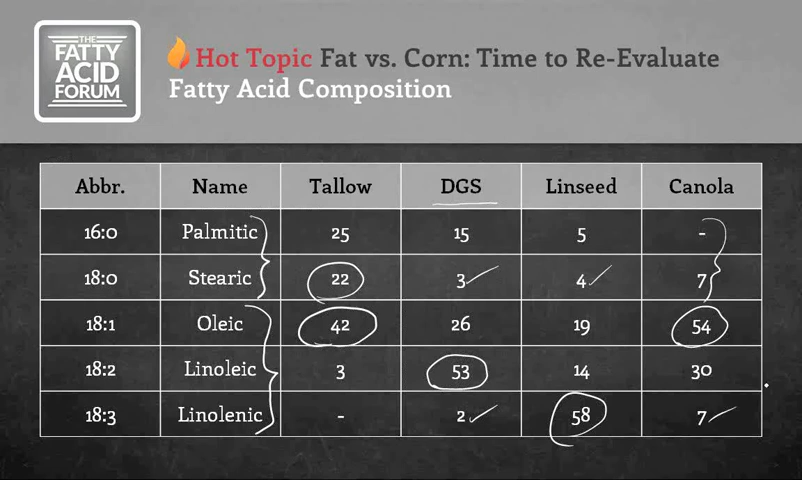 THE
FATTY
ACID
FORUM
Hot Topic Fat vs. Corn: Time to Re-Evaluate
Fatty Acid Composition
Abbr. Name Tallow DGS Linseed Canola
16:0 Palmitic 25 15 5 -
18:0 Stearic 22 3 4 7
18:1 Oleic 42 26 19 54
18:2 Linoleic 3 53 14 30
18:3 Linolenic - 2 58 7